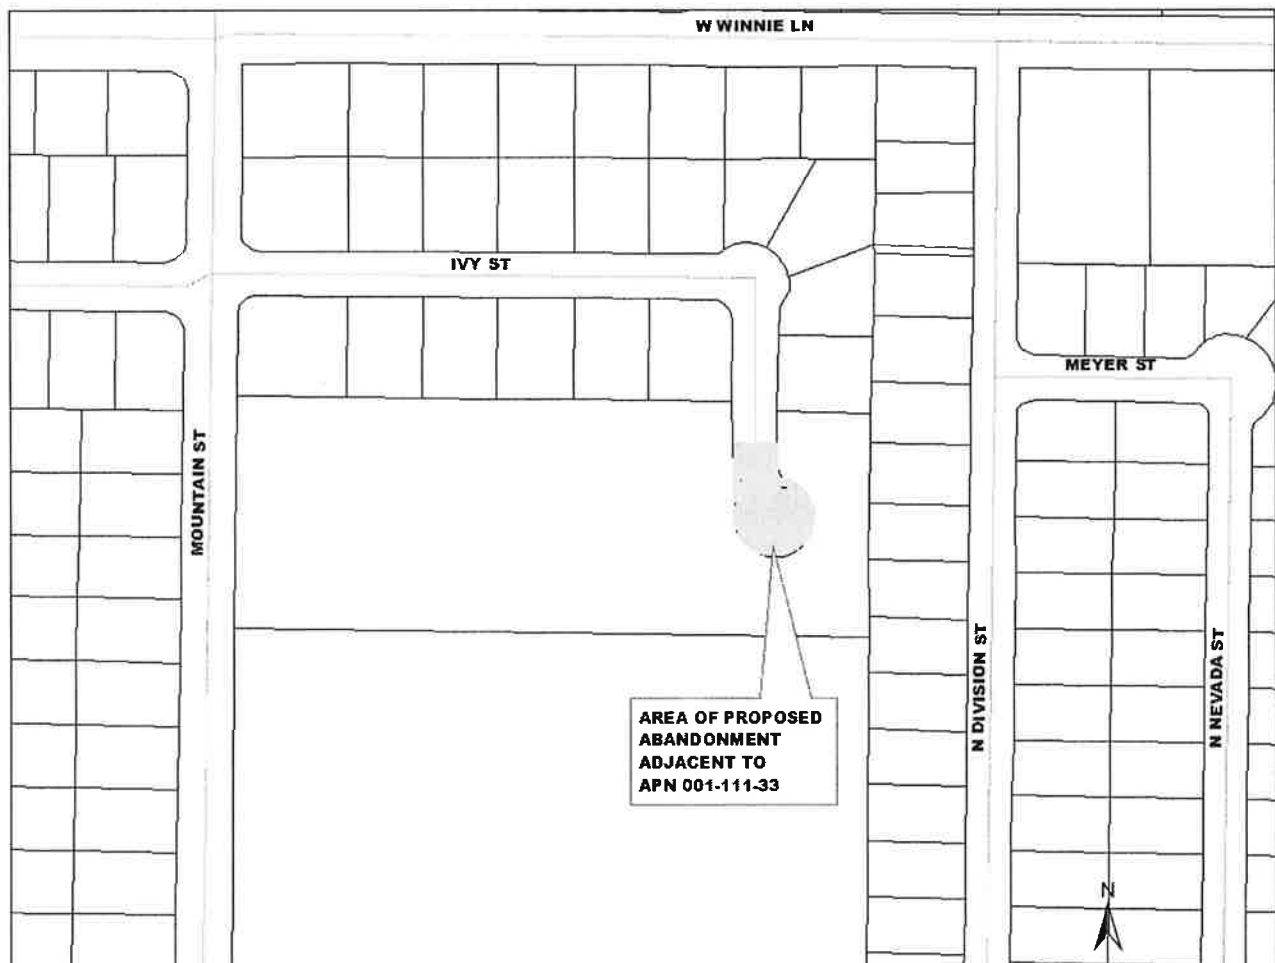 W WINNIE LN
IVY ST
MEYER ST
MOUNTAIN ST
N DIVISION ST
N NEVADA ST
AREA OF PROPOSED
ABANDONMENT
ADJACENT TO
APN 001-111-33
N